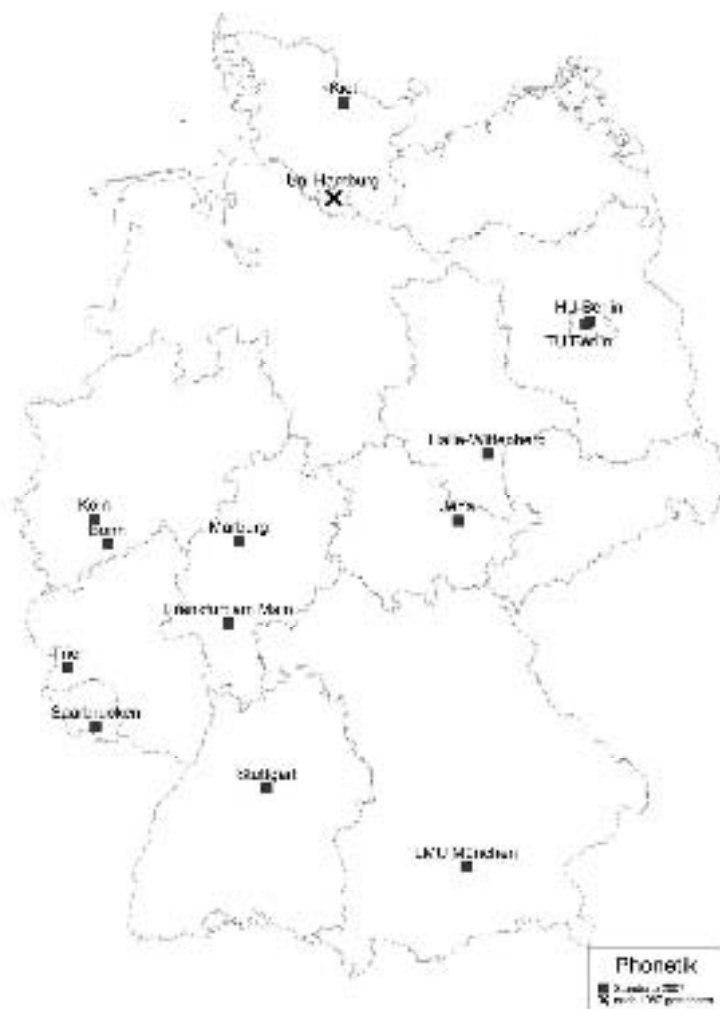 Kiel
Hamburg
HU Berlin
TU Berlin
Halle-Wittenberg
Köln
Bonn
Marburg
Jena
Frankfurt am Main
Trier
Saarbrücken
Stuttgart
LMU München
Phonetik